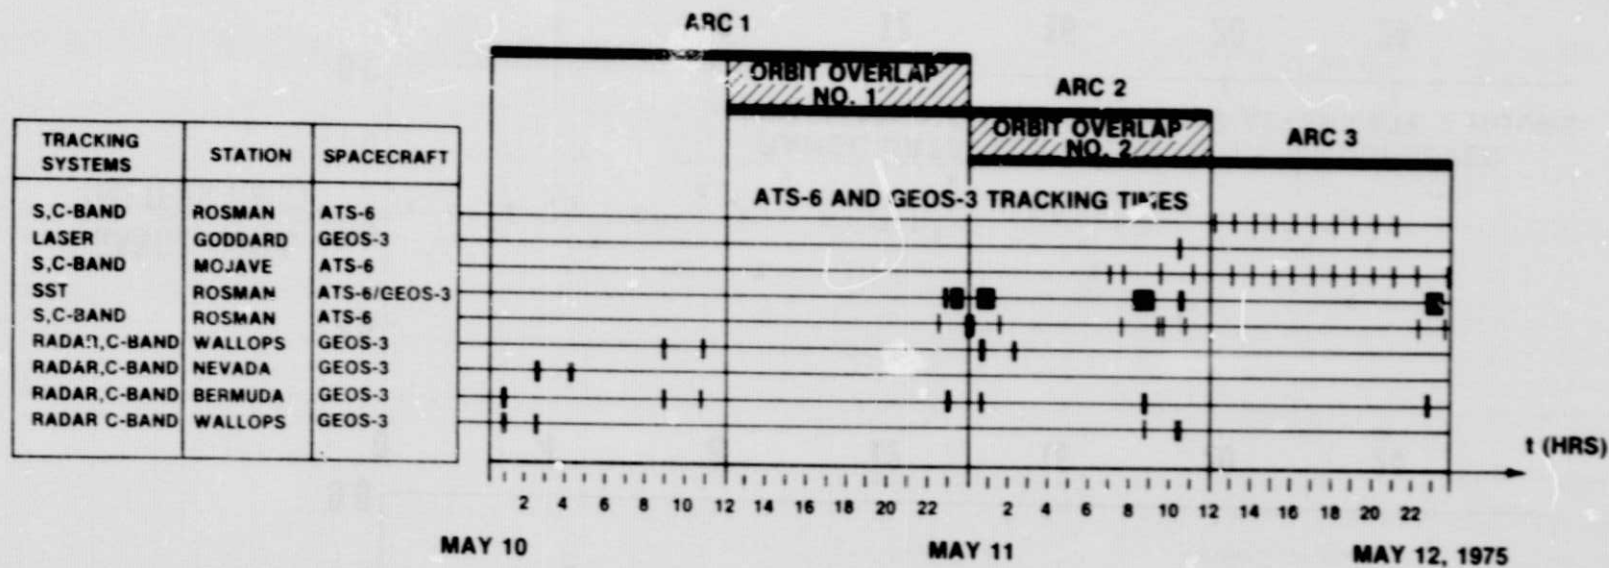 ARC 1
ORBIT OVERLAP
NO. 1
ARC 2
ORBIT OVERLAP
NO. 2
ARC 3
TRACKING SYSTEMS STATION SPACECRAFT
ATS-6 AND GEOS-3 TRACKING TIMES
S,C-BAND ROSMAN ATS-6
LASER GODDARD GEOS-3
S,C-BAND MOJAVE ATS-6
SST ROSMAN ATS-6/GEOS-3
S,C-BAND ROSMAN ATS-6
RADAR,C-BAND WALLOPS GEOS-3
RADAR,C-BAND NEVADA GEOS-3
RADAR,C-BAND BERMUDA GEOS-3
RADAR C-BAND WALLOPS GEOS-3
t (HRS)
2 4 6 8 10 12 14 16 18 20 22 2 4 6 8 10 12 14 16 18 20 22
MAY 10 MAY 11 MAY 12, 1975